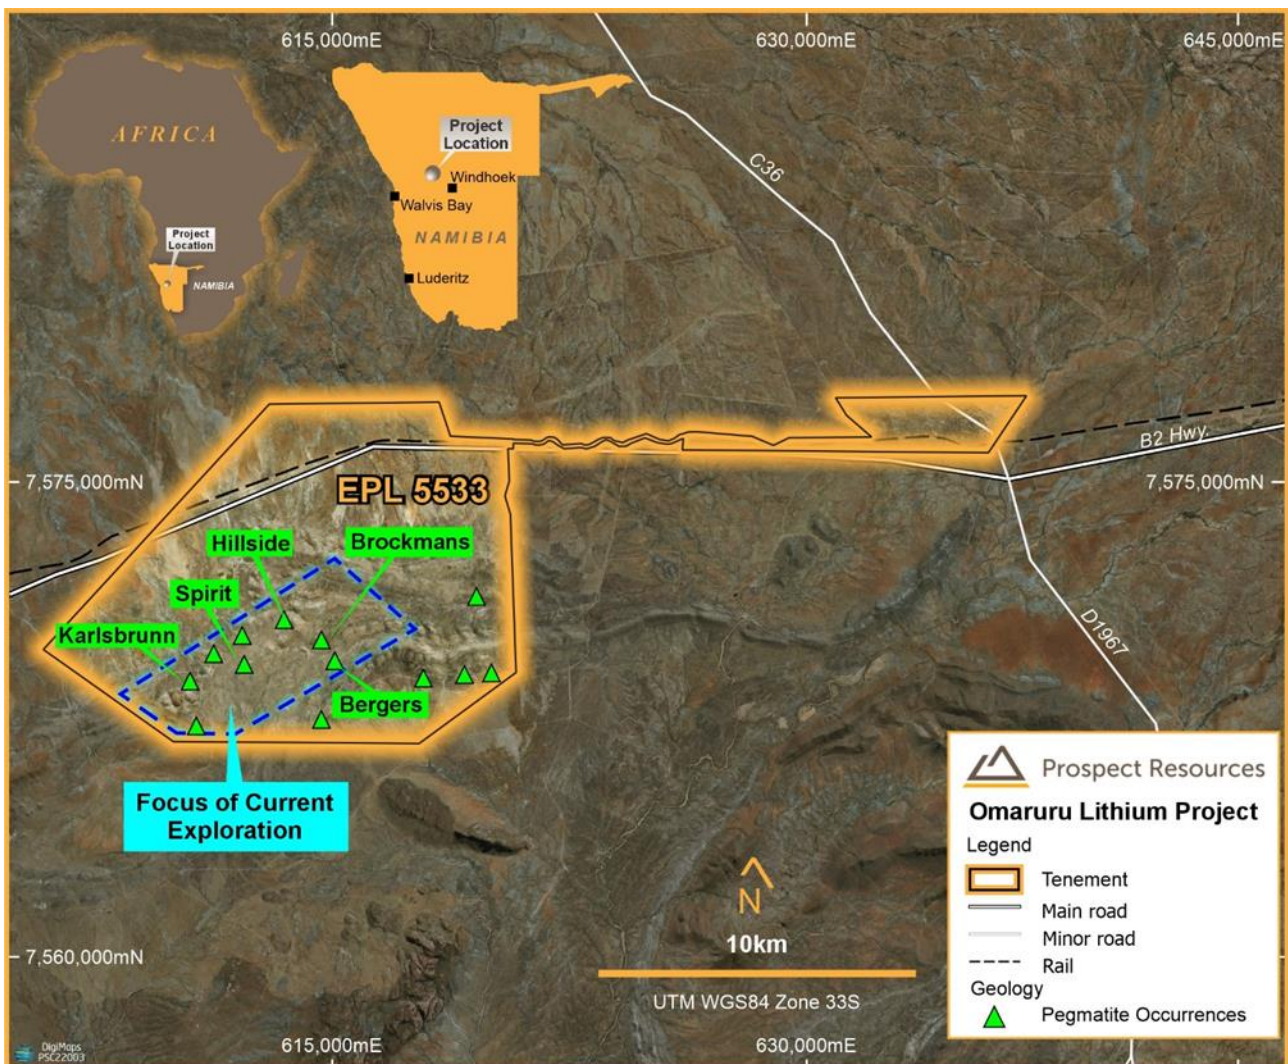 615,000mE
630,000mE
645,000mE
AFRICA
Project
Location
NAMIBIA
Project
Location
Windhoek
Walvis Bay
NAMIBIA
Luderitz
C36
B2 Hwy.
7,575,000mN
7,575,000mN
EPL 5533
Hillside
Brockmans
Spirit
Karlsbrunn
Bergers
D1967
Focus of Current
Exploration
N
10km
UTM WGS84 Zone 33S
7,560,000mN
Prospect Resources
Omaruru Lithium Project
Legend
Tenement
Main road
Minor road
Rail
Geology
Pegmatite Occurrences
DigiMaps
PSC22003
615,000mE
630,000mE